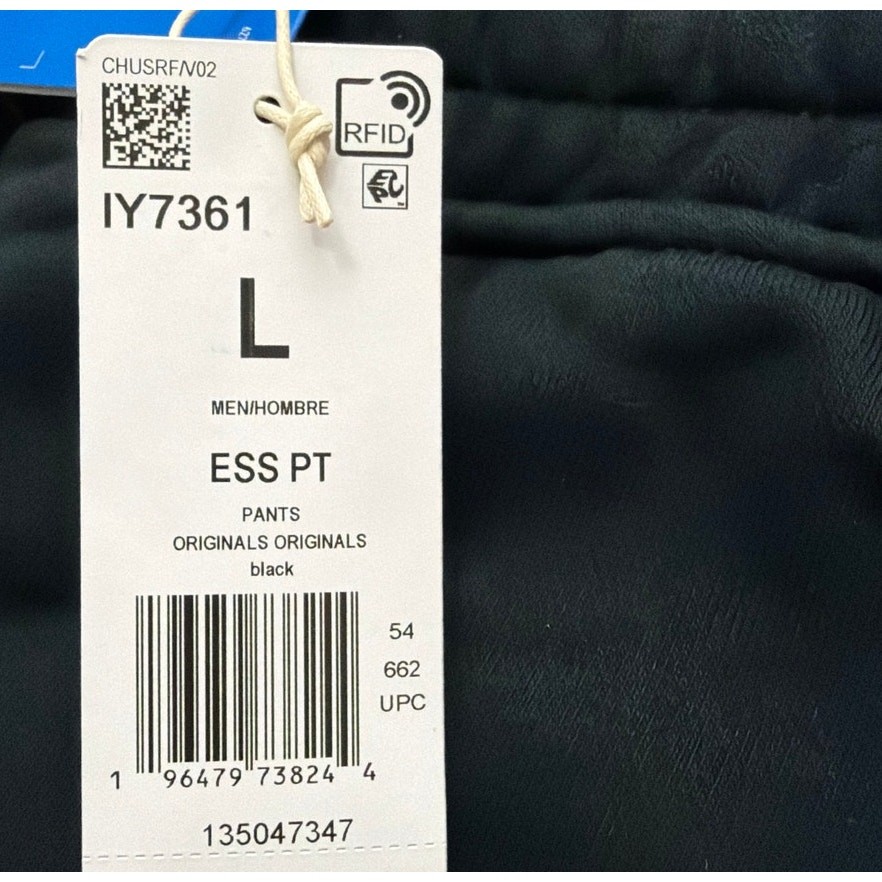 CHUSRF/V02
RFID
EPC
IY7361
L
MEN/HOMBRE
ESS PT
PANTS
ORIGINALS ORIGINALS
black
54
662
UPC
1 96479 73824 4
135047347